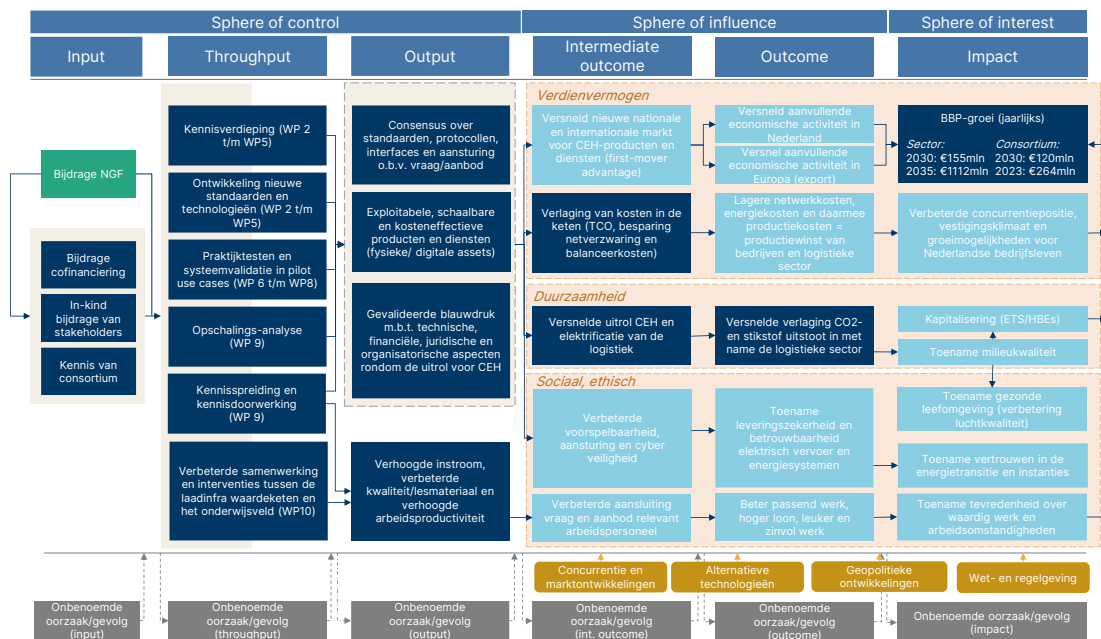 Sphere of control
Sphere of influence
Sphere of interest
Input
Throughput
Output
Intermediate
outcome
Outcome
Impact
Bijdrage NGF
Bijdrage
cofinanciering
In-kind
bijdrage van
stakeholders
Kennis van
consortium
Kennisverdieping (WP 2
t/m WP5)
Ontwikkeling nieuwe
standaarden en
technologieën (WP 2 t/m
WP5)
Praktijktesten en
systeemvalidatie in pilot
use cases (WP 6 t/m WP8)
Opschalings-analyse
(WP 9)
Kennisspreiding en
kennisdoorwerking
(WP 9)
Verbeterde samenwerking
en interventies tussen de
laadinfra waardeketen en
het onderwijsveld (WP10)
Consensus over
standaarden, protocollen,
interfaces en aansturing
o.b.v. vraag/aanbod
Exploitabele, schaalbare
en kosteneffectieve
producten en diensten
(fysieke/ digitale assets)
Gevalideerde blauwdruk
m.b.t. technische,
financiële, juridische en
organisatorische aspecten
rondom de uitrol voor CEH
Verhoogde instroom,
verbeterde
kwaliteit/lesmateriaal en
verhoogde
arbeidsproductiviteit
Verdienvermogen
Versneld nieuwe nationale
en internationale markt
voor CEH-producten en
diensten (first-mover
advantage)
Versneld aanvullende
economische activiteit in
Nederland
Versnel aanvullende
economische activiteit in
Europa (export)
BBP-groei (jaarlijks)
Sector:
2030: €155mln
2035: €1112mln
Consortium:
2030: €120mln
2023: €264mln
Verlaging van kosten in de
keten (TCO, besparing
netverzwaring en
balanceerkosten)
Lagere netwerkkosten,
energiekosten en daarmee
productiekosten =
productiewinst van
bedrijven en logistieke
sector
Verbeterde concurrentiepositie,
vestigingsklimaat en
groeimogelijkheden voor
Nederlandse bedrijfsleven
Duurzaamheid
Versnelde uitrol CEH en
elektrificatie van de
logistiek
Versnelde verlaging CO2-
en stikstof uitstoot in met
name de logistieke sector
Kapitalisering (ETS/HBEs)
Toename milieukwaliteit
Sociaal, ethisch
Verbeterde
voorspelbaarheid,
aansturing en cyber
veiligheid
Toename
leveringszekerheid en
betrouwbaarheid
elektrisch vervoer en
energiesystemen
Toename gezonde
leefomgeving (verbetering
luchtkwaliteit)
Toename vertrouwen in de
energietransitie en instanties
Verbeterde aansluiting
vraag en aanbod relevant
arbeidspersoneel
Beter passend werk,
hoger loon, leuker en
zinvol werk
Toename tevredenheid over
waardig werk en
arbeidsomstandigheden
Concurrentie en
marktontwikkelingen
Alternatieve
technologieën
Geopolitieke
ontwikkelingen
Wet- en regelgeving
Onbenoemde
oorzaak/gevolg
(input)
Onbenoemde
oorzaak/gevolg
(throughput)
Onbenoemde
oorzaak/gevolg
(output)
Onbenoemde
oorzaak/gevolg
(int. outcome)
Onbenoemde
oorzaak/gevolg
(outcome)
Onbenoemde oorzaak/gevolg
(impact)